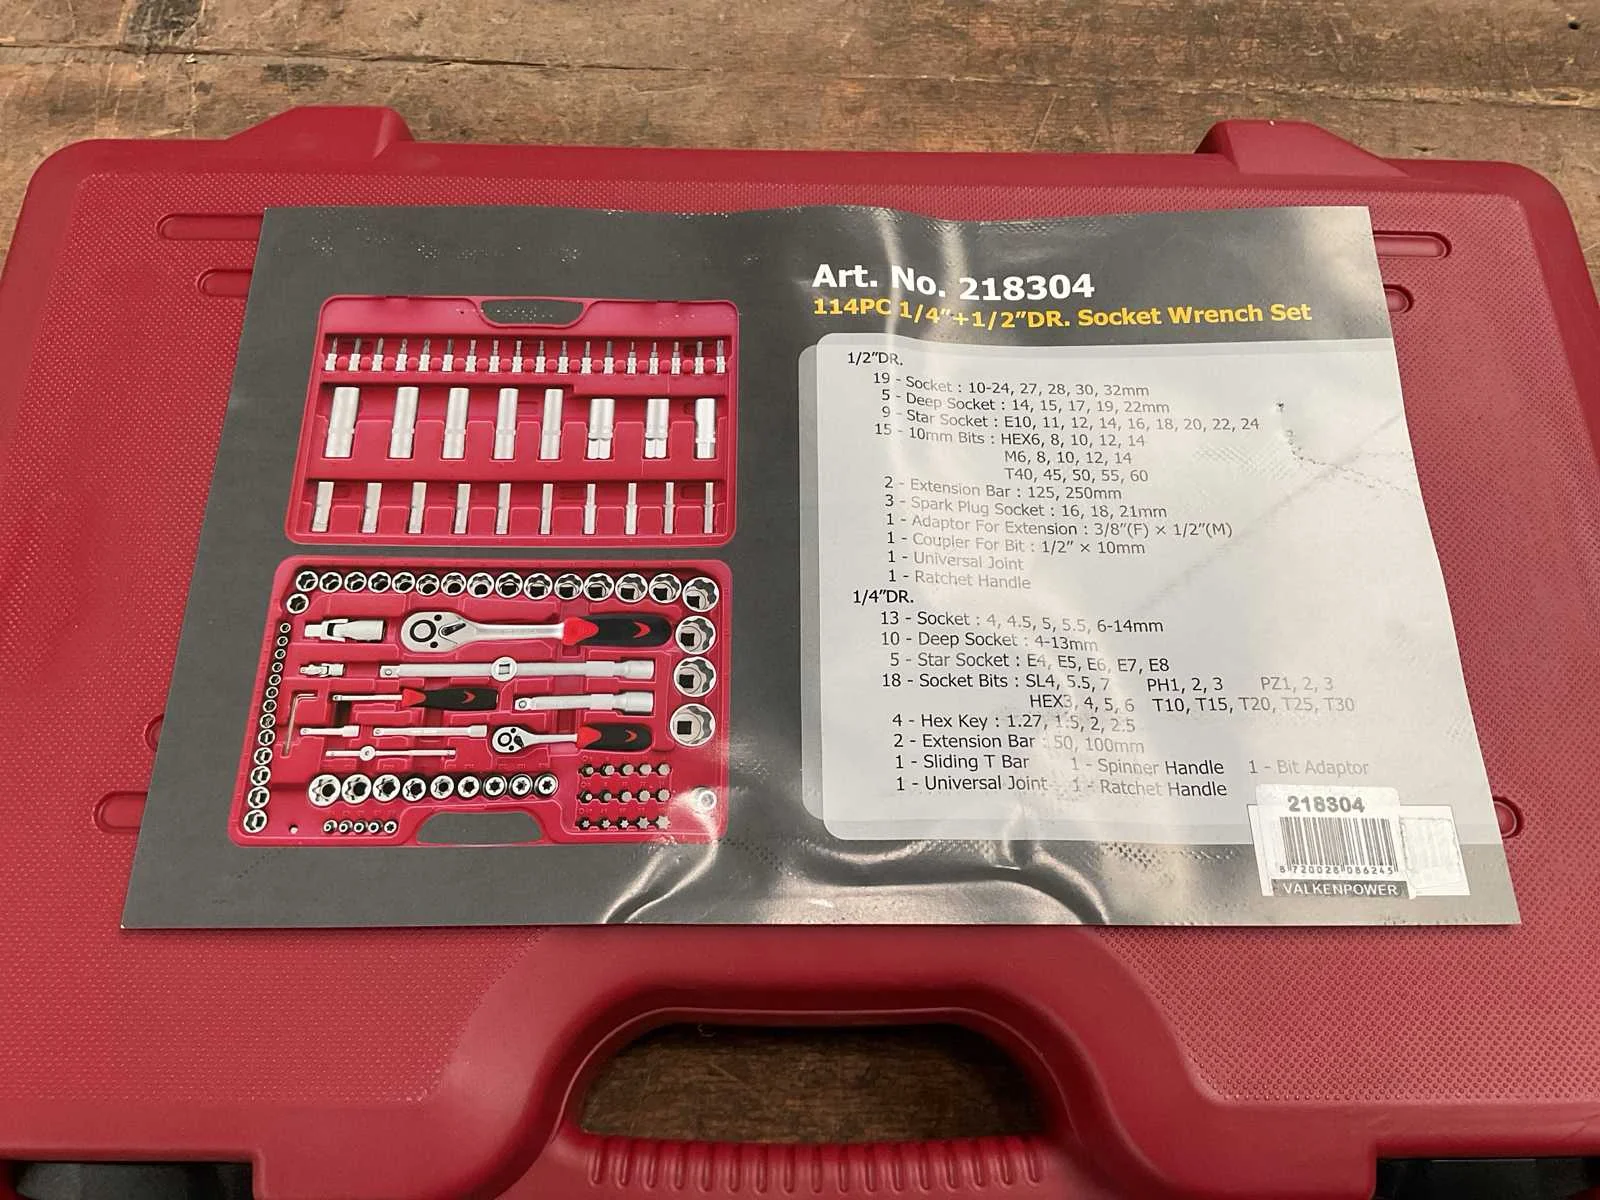 Art. No. 218304
114PC 1/4"+1/2"DR. Socket Wrench Set
1/2"DR.
19 - Socket : 10-24, 27, 28, 30, 32mm
5 - Deep Socket : 14, 15, 17, 19, 22mm
9 - Star Socket : E10, 11, 12, 14, 16, 18, 20, 22, 24
15 - 10mm Bits : HEX6, 8, 10, 12, 14
M6, 8, 10, 12, 14
T40, 45, 50, 55, 60
2 - Extension Bar : 125, 250mm
3 - Spark Plug Socket : 16, 18, 21mm
1 - Adaptor For Extension : 3/8"(F) × 1/2"(M)
1 - Coupler For Bit : 1/2" × 10mm
1 - Universal Joint
1 - Ratchet Handle
1/4"DR.
13 - Socket : 4, 4.5, 5, 5.5, 6-14mm
10 - Deep Socket : 4-13mm
5 - Star Socket : E4, E5, E6, E7, E8
18 - Socket Bits : SL4, 5.5, 7 PH1, 2, 3 PZ1, 2, 3
HEX3, 4, 5, 6 T10, T15, T20, T25, T30
4 - Hex Key : 1.27, 1.5, 2, 2.5
2 - Extension Bar : 50, 100mm
1 - Sliding T Bar 1 - Spinner Handle 1 - Bit Adaptor
1 - Universal Joint 1 - Ratchet Handle
218304
8 720028 086245
VALKENPOWER